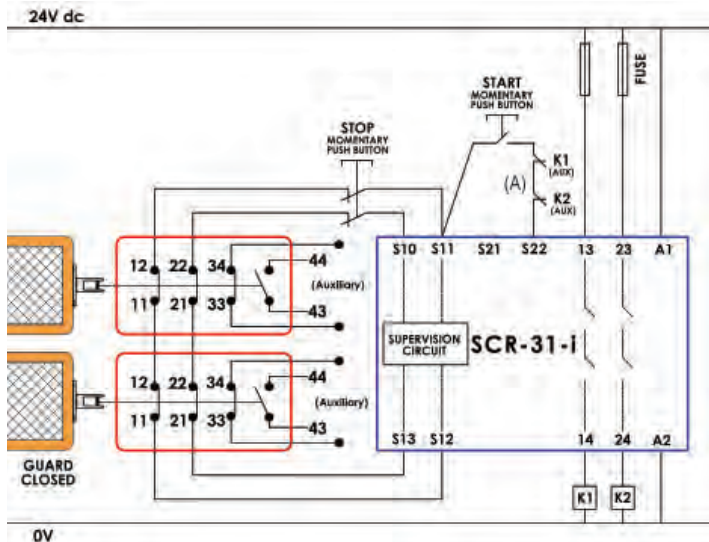 24V dc
START
MOMENTARY
PUSH BUTTON
FUSE
STOP
MOMENTARY
PUSH BUTTON
K1
(AUX)
(A)
K2
(AUX)
12 22 34 44
(Auxiliary)
11 21 33 43
S10 S11 S21 S22 13 23 A1
SUPERVISION
CIRCUIT
SCR-31-i
12 22 34 44
(Auxiliary)
11 21 33 43
S13 S12 14 24 A2
GUARD
CLOSED
K1 K2
0V